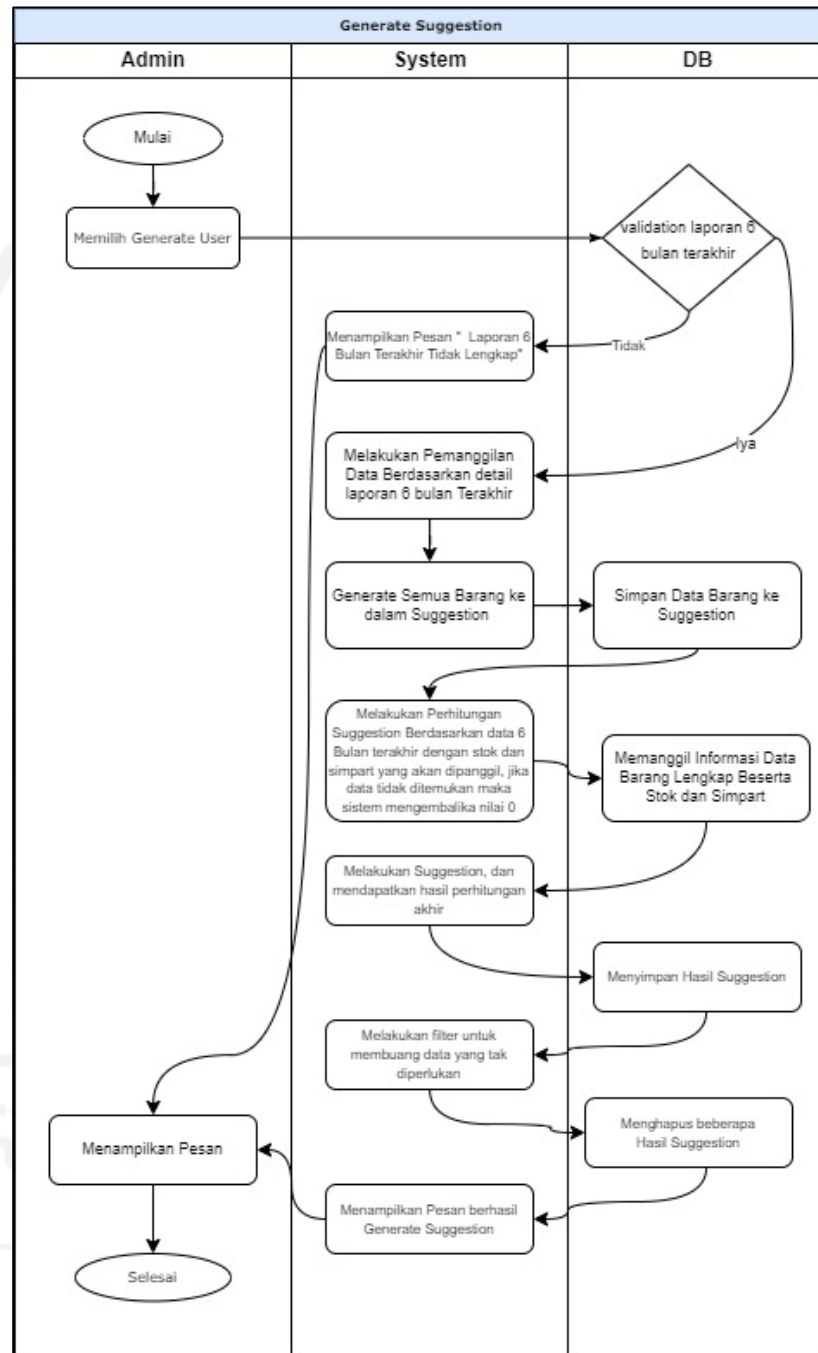 Generate Suggestion
Admin
System
DB
Mulai
Memilih Generate User
validation laporan 6
bulan terakhir
Menampilkan Pesan " Laporan 6
Bulan Terakhir Tidak Lengkap"
Tidak
Iya
Melakukan Pemanggilan
Data Berdasarkan detail
laporan 6 bulan Terakhir
Generate Semua Barang ke
dalam Suggestion
Simpan Data Barang ke
Suggestion
Melakukan Perhitungan
Suggestion Berdasarkan data 6
Bulan terakhir dengan stok dan
simpart yang akan dipanggil, jika
data tidak ditemukan maka
sistem mengembalika nilai 0
Memanggil Informasi Data
Barang Lengkap Beserta
Stok dan Simpart
Melakukan Suggestion, dan
mendapatkan hasil perhitungan
akhir
Menyimpan Hasil Suggestion
Melakukan filter untuk
membuang data yang tak
diperlukan
Menghapus beberapa
Hasil Suggestion
Menampilkan Pesan
Menampilkan Pesan berhasil
Generate Suggestion
Selesai